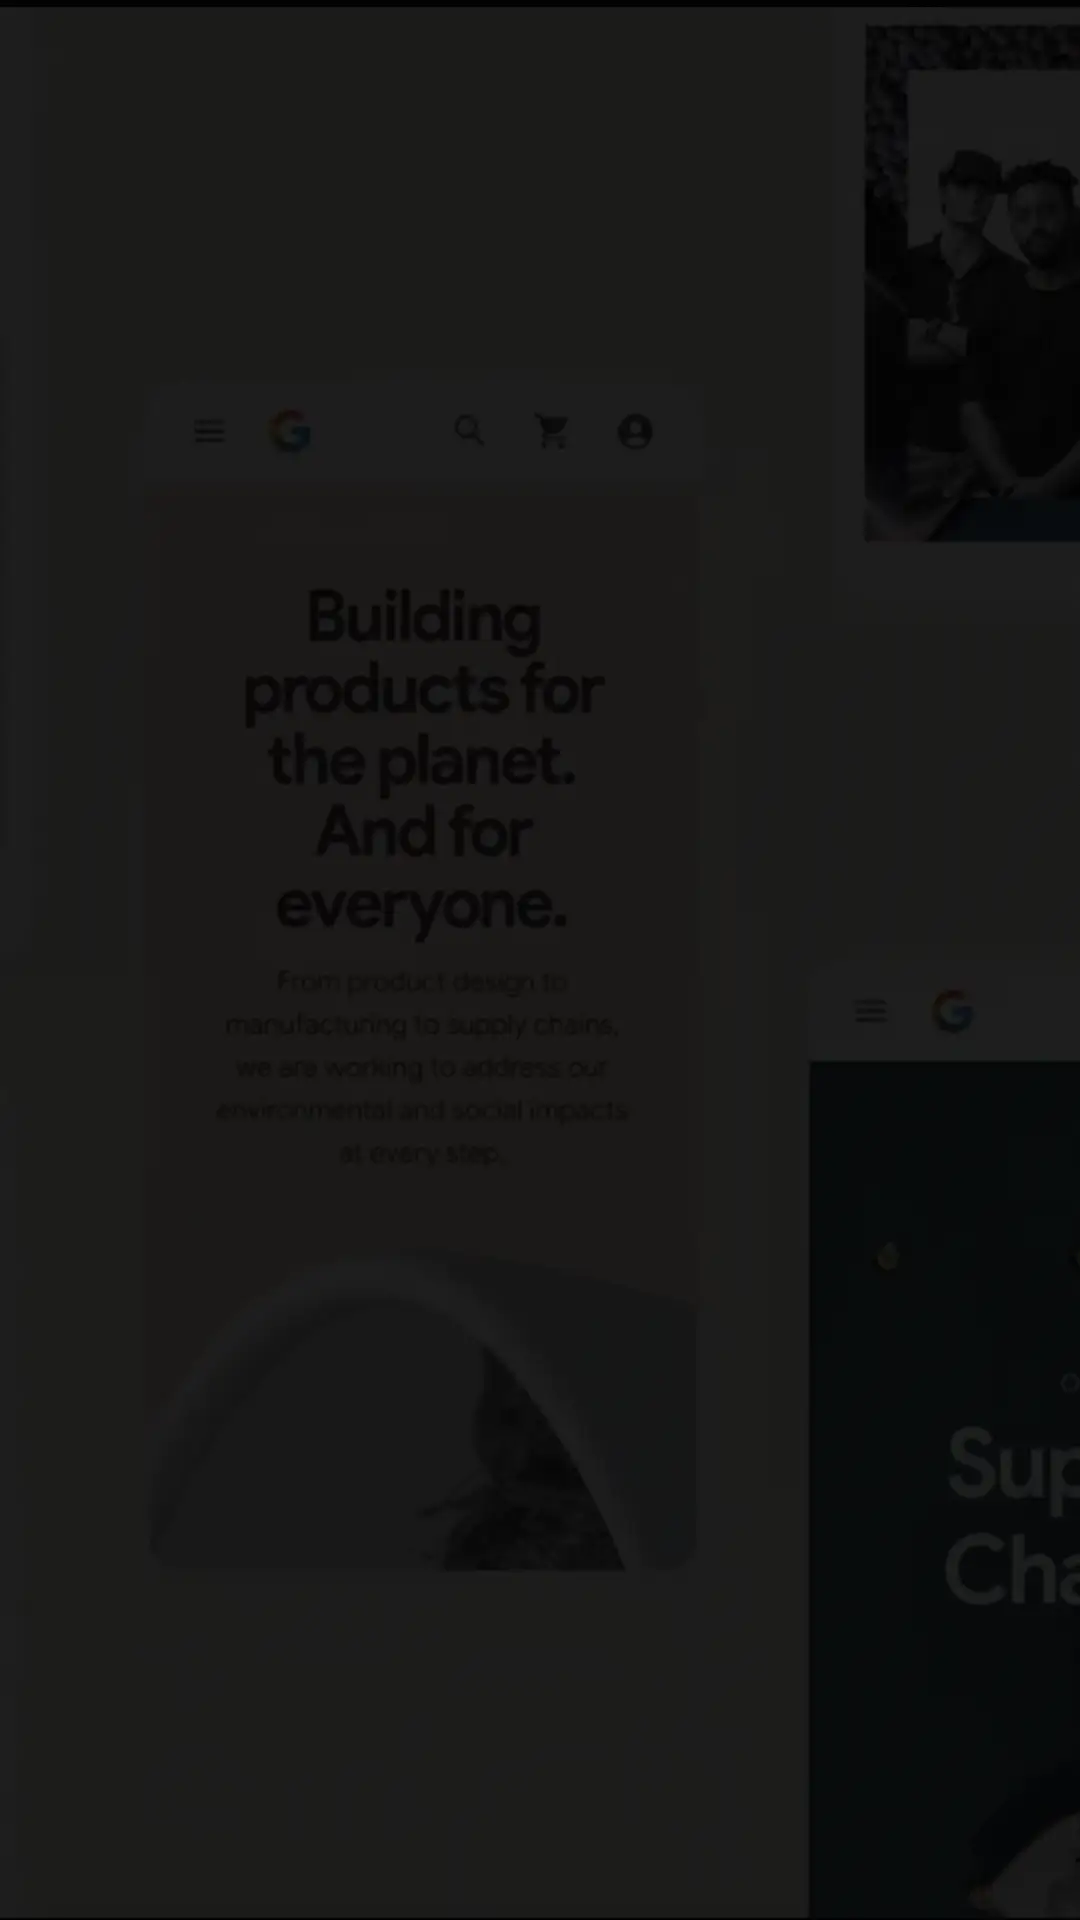 Building
products for
the planet.
And for
everyone.
From product design to
manufacturing to supply chains,
we are working to address our
environmental and social impacts
at every step.
G
Sup
Cha